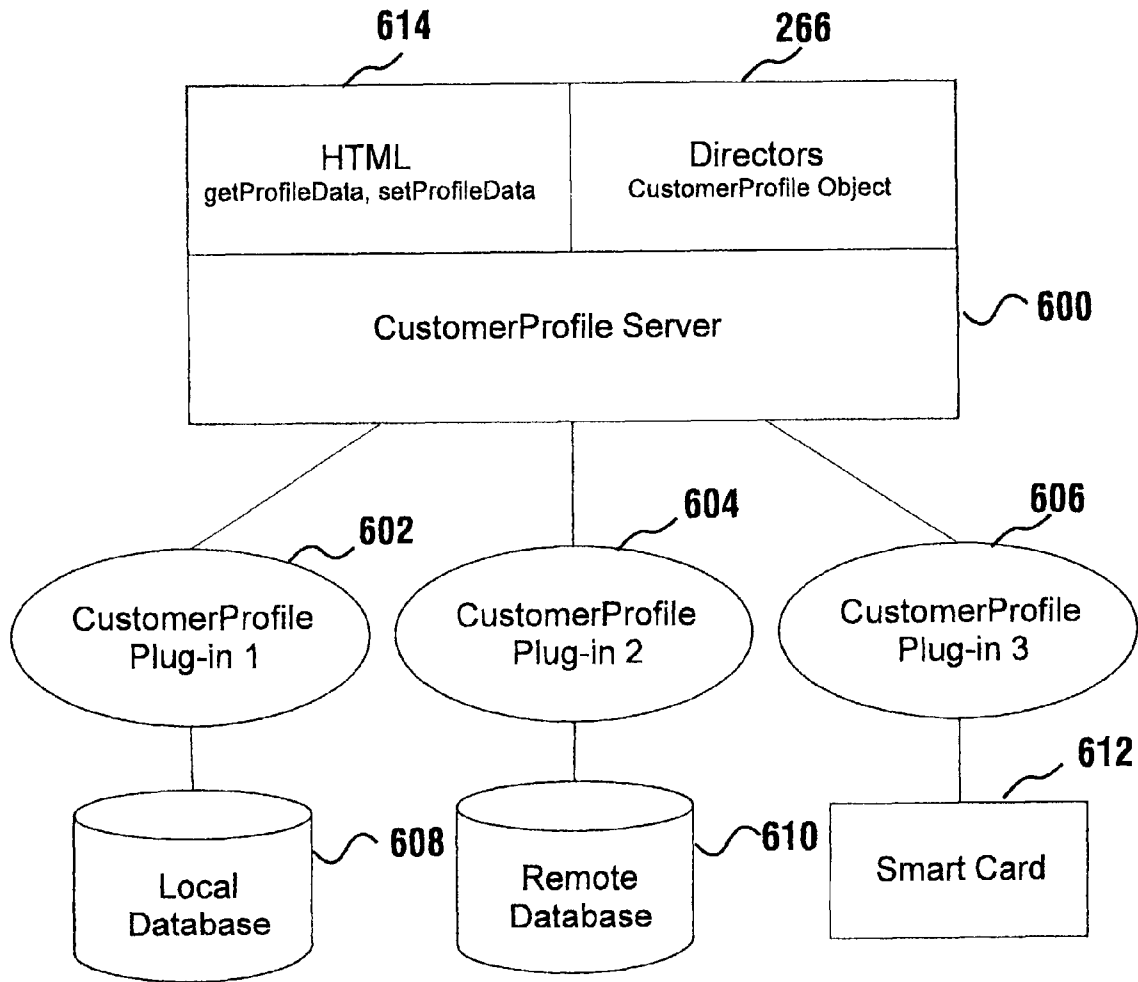 614
266
HTML
getProfileData, setProfileData
Directors
CustomerProfile Object
CustomerProfile Server
600
602
604
606
CustomerProfile
Plug-in 1
CustomerProfile
Plug-in 2
CustomerProfile
Plug-in 3
608
610
612
Local
Database
Remote
Database
Smart Card